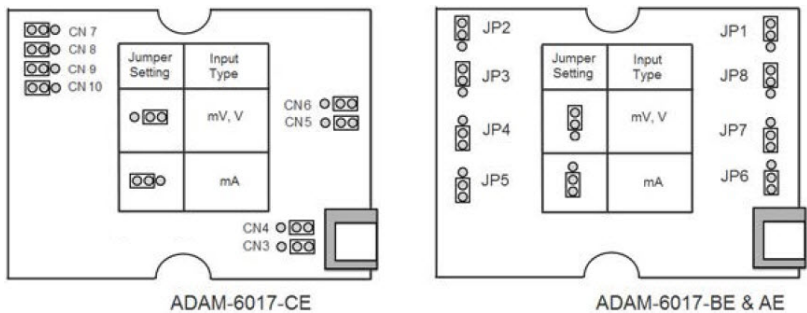 CN 7
CN 8
CN 9
CN 10
Jumper Setting
Input Type
mV, V
mA
CN6
CN5
CN4
CN3
ADAM-6017-CE
JP2
JP3
JP4
JP5
Jumper Setting
Input Type
mV, V
mA
JP1
JP8
JP7
JP6
ADAM-6017-BE & AE